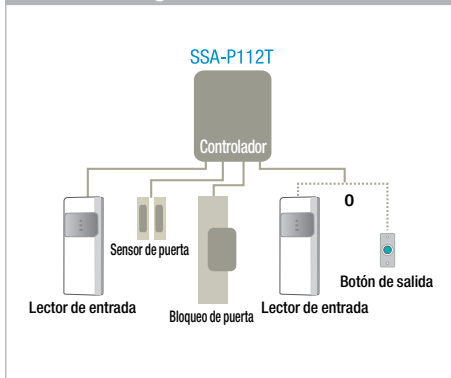 SSA-P112T
Controlador
O
Sensor de puerta
Botón de salida
Lector de entrada
Bloqueo de puerta
Lector de entrada